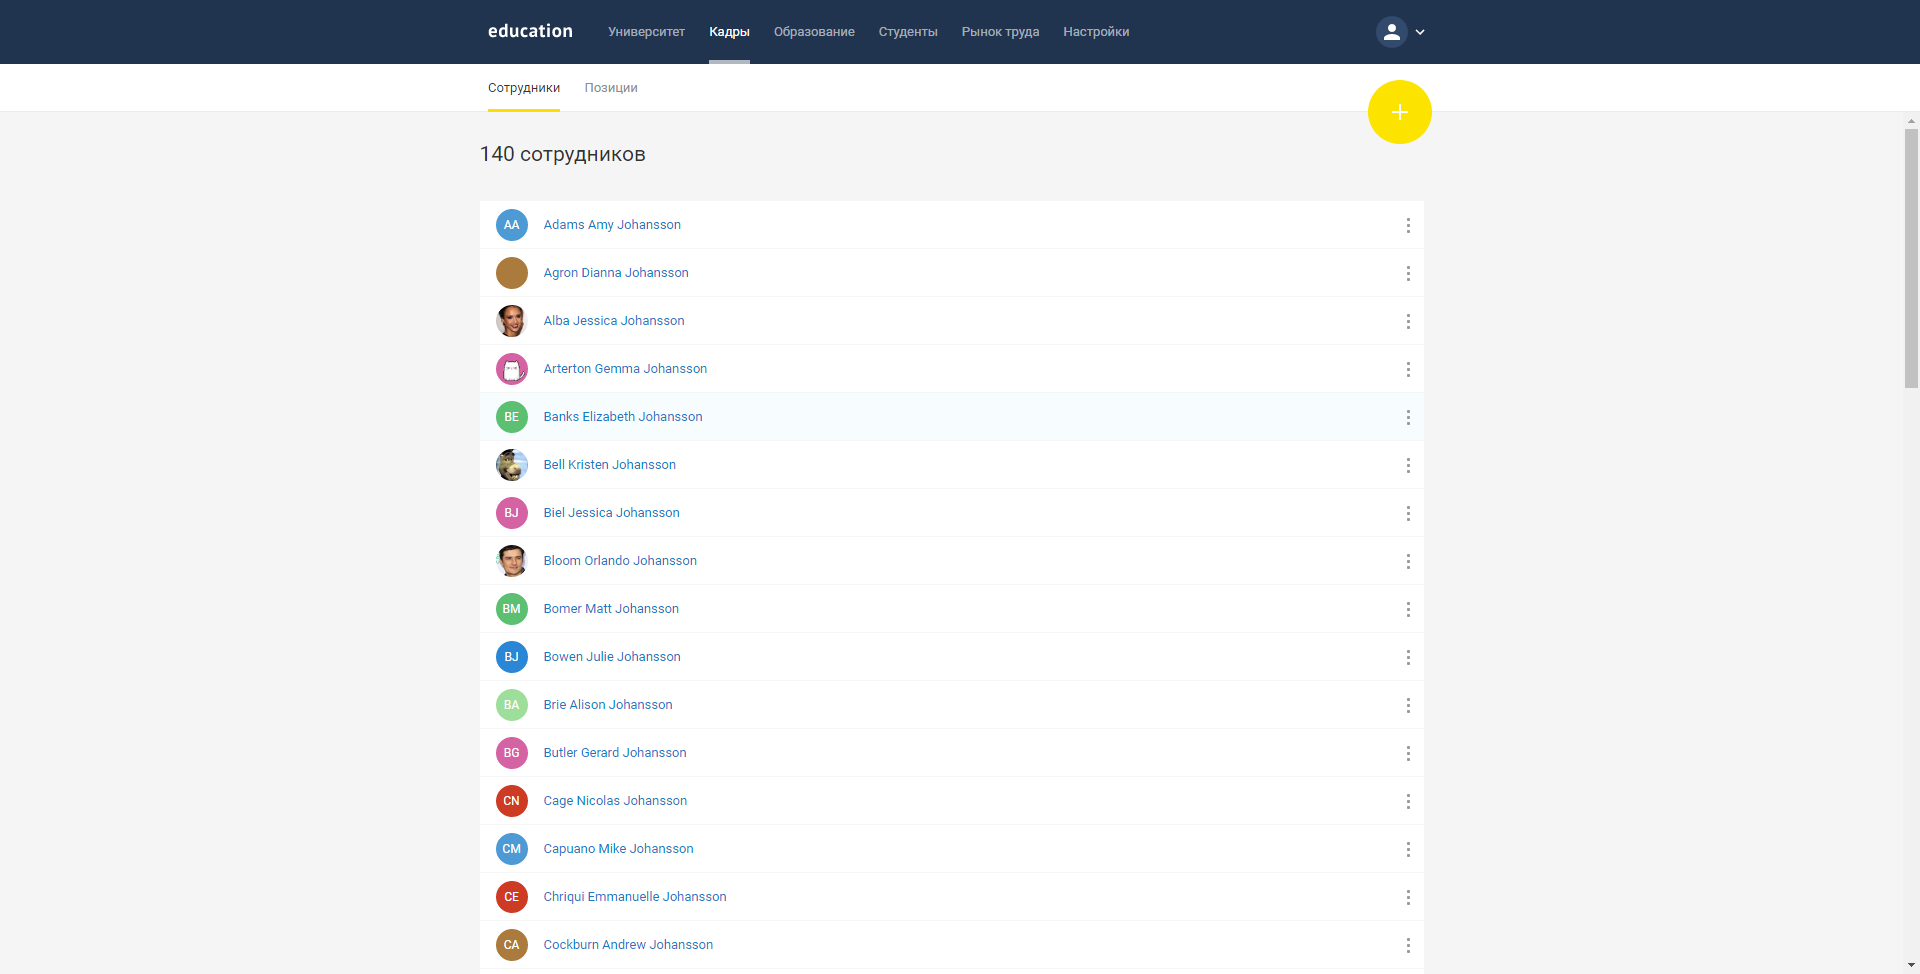 education Университет Кадры Образование Студенты Рынок труда Настройки
Сотрудники Позиции
140 сотрудников
AA Adams Amy Johansson
Agron Dianna Johansson
Alba Jessica Johansson
Arterton Gemma Johansson
BE Banks Elizabeth Johansson
Bell Kristen Johansson
BJ Biel Jessica Johansson
Bloom Orlando Johansson
BM Bomer Matt Johansson
BJ Bowen Julie Johansson
BA Brie Alison Johansson
BG Butler Gerard Johansson
CN Cage Nicolas Johansson
CM Capuano Mike Johansson
CE Chriqui Emmanuelle Johansson
CA Cockburn Andrew Johansson